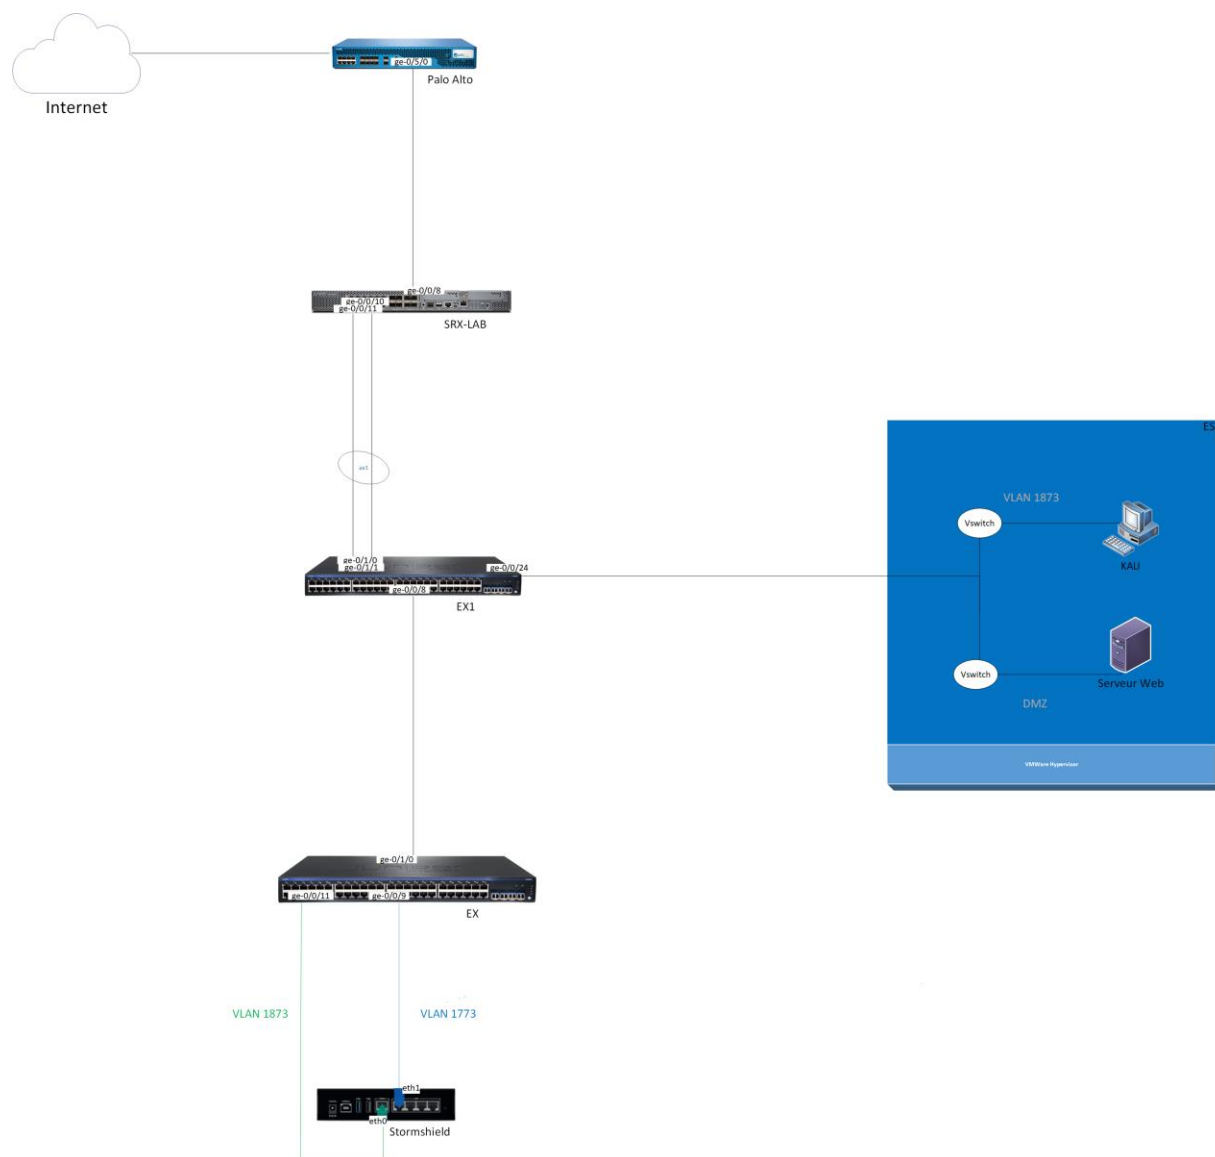 ge-0/5/0
Palo Alto
Internet
ge-0/0/8
ge-0/0/10
ge-0/0/11
SRX-LAB
ES
ae1
VLAN 1873
Vswitch
KALI
ge-0/1/0
ge-0/1/1
ge-0/0/24
ge-0/0/8
EX1
Vswitch
Serveur Web
DMZ
VMWare Hypervisor
ge-0/1/0
ge-0/0/11
ge-0/0/9
EX
VLAN 1873
VLAN 1773
eth1
eth0
Stormshield